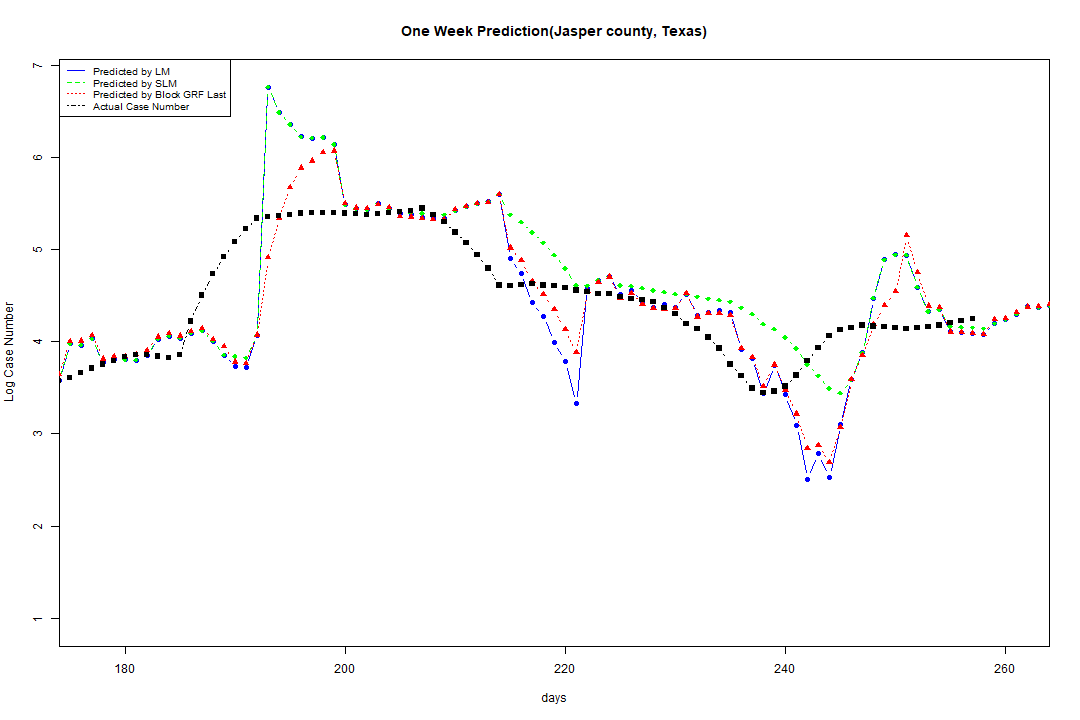 One Week Prediction(Jasper county, Texas)
Predicted by LM
Predicted by SLM
Predicted by Block GRF Last
Actual Case Number
7
6
5
4
3
2
1
Log Case Number
180 200 220 240 260
days